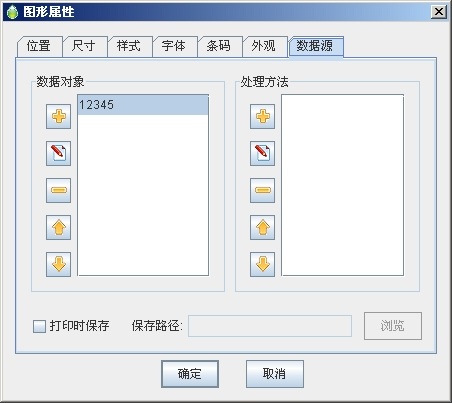 图形属性
位置 尺寸 样式 字体 条码 外观 数据源
数据对象 处理方法
12345
打印时保存 保存路径: 浏览
确定 取消